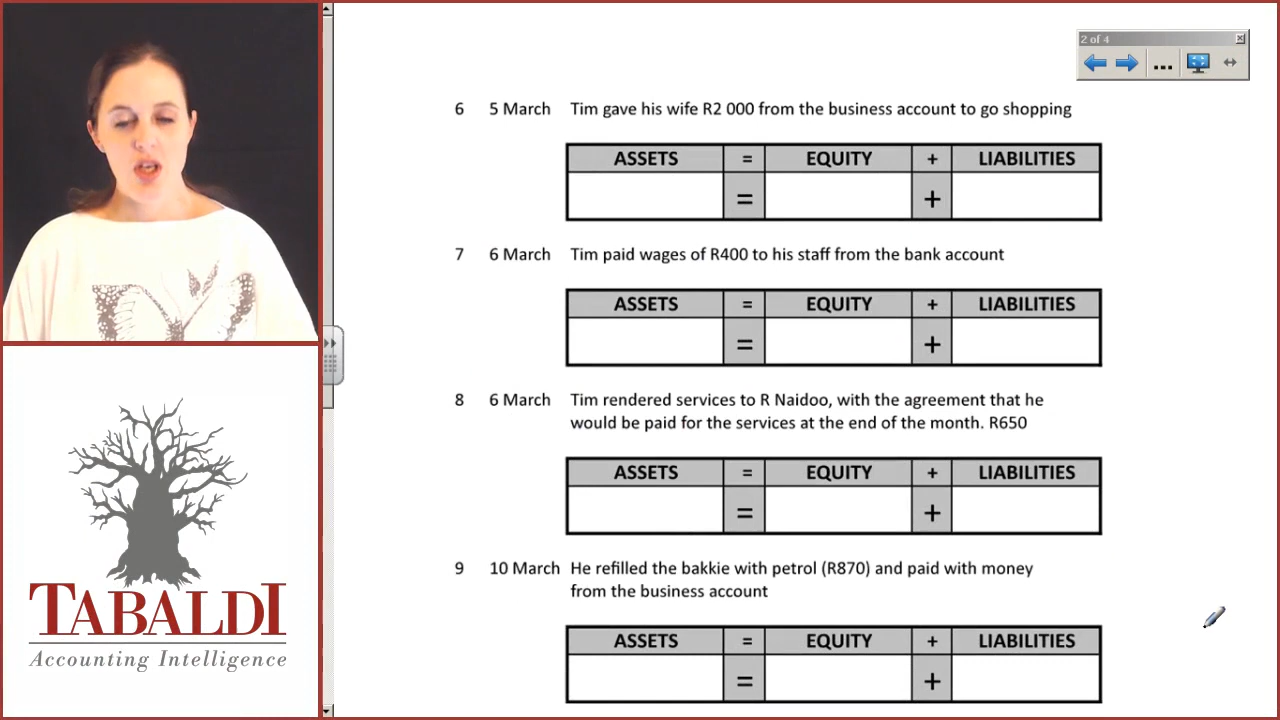 2 of 4
6 5 March Tim gave his wife R2 000 from the business account to go shopping
ASSETS = EQUITY + LIABILITIES
= +
7 6 March Tim paid wages of R400 to his staff from the bank account
ASSETS = EQUITY + LIABILITIES
= +
8 6 March Tim rendered services to R Naidoo, with the agreement that he
would be paid for the services at the end of the month. R650
ASSETS = EQUITY + LIABILITIES
= +
9 10 March He refilled the bakkie with petrol (R870) and paid with money
from the business account
ASSETS = EQUITY + LIABILITIES
= +
TABALDI
Accounting Intelligence